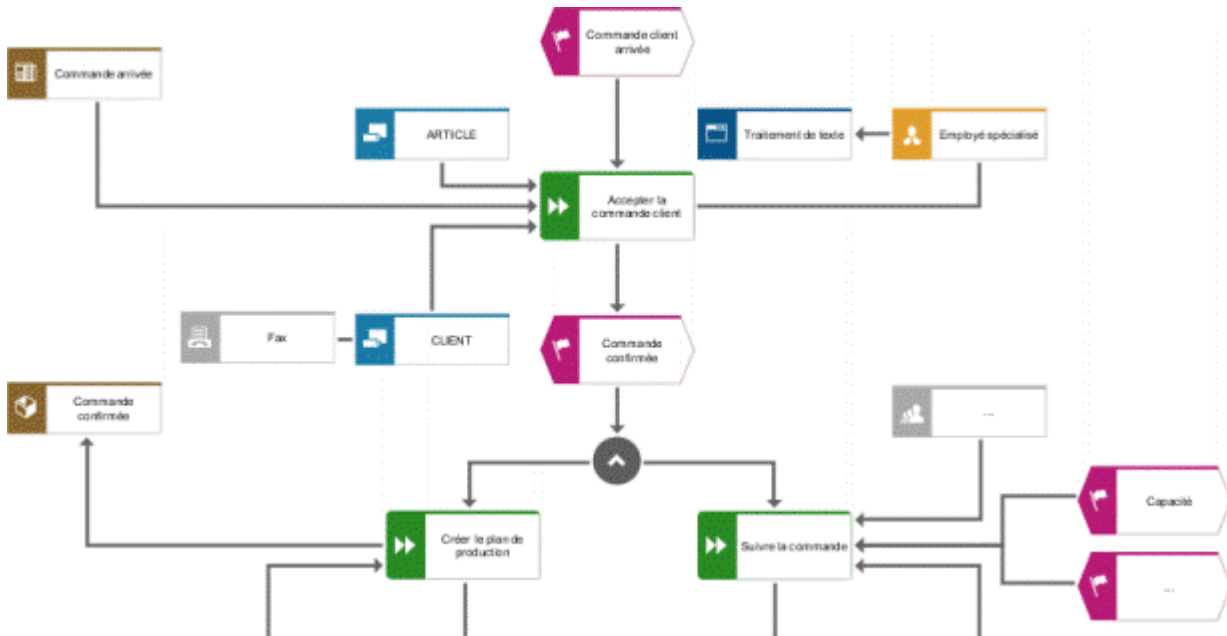 Commande client
arrivée
Commande arrivée
ARTICLE
Traitement de texte
Employé spécialisé
Accepter la
commande client
Fax
CLIENT
Commande
confirmée
Commande
confirmée
...
Capacité
Créer le plan de
production
Suivre la commande
...